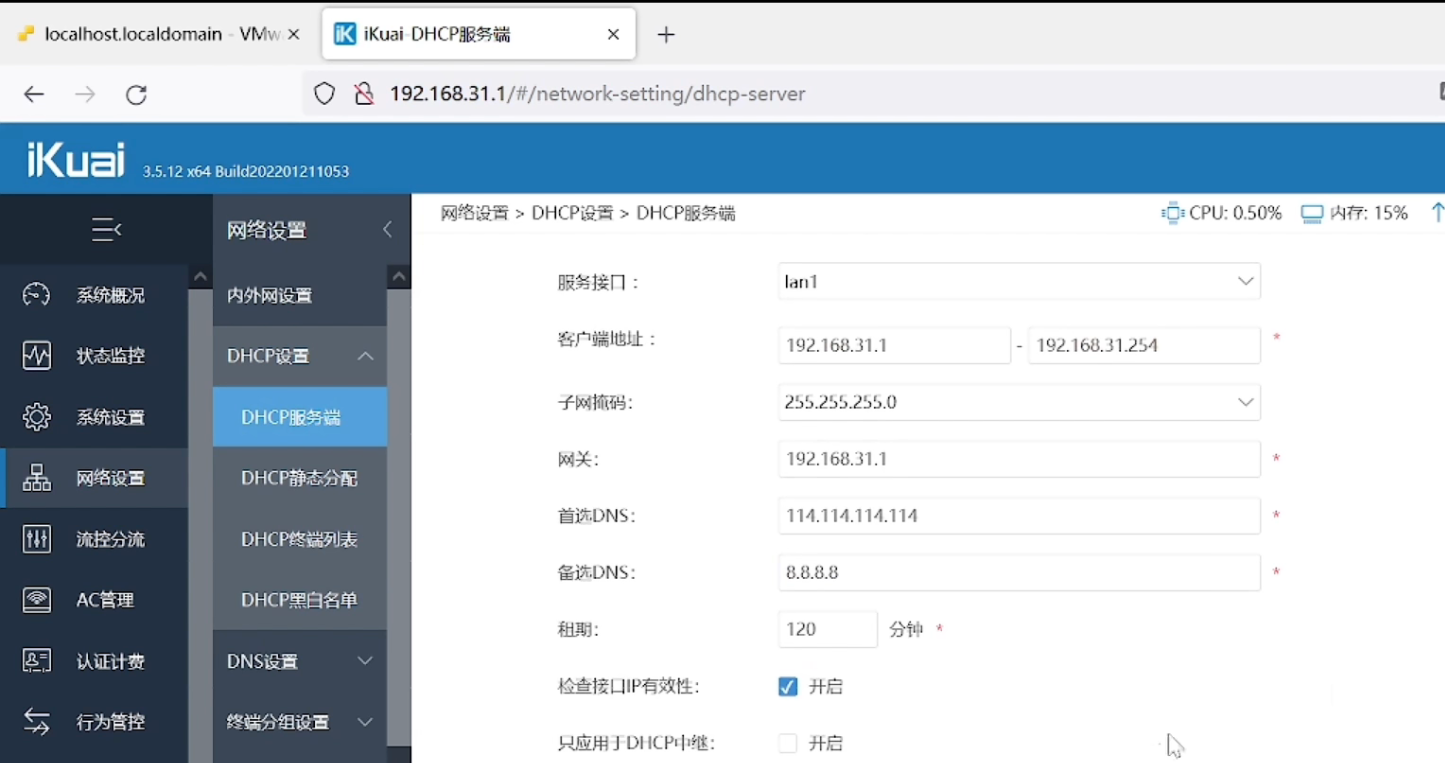 localhost.localdomain - VMw
iKuai-DHCP服务端
192.168.31.1/#/network-setting/dhcp-server
iKuai 3.5.12 x64 Build202201211053
网络设置
网络设置 > DHCP设置 > DHCP服务端
CPU: 0.50%
内存: 15%
系统概况
状态监控
系统设置
网络设置
流控分流
AC管理
认证计费
行为管控
内外网设置
DHCP设置
DHCP服务端
DHCP静态分配
DHCP终端列表
DHCP黑白名单
DNS设置
终端分组设置
服务接口： lan1
客户端地址： 192.168.31.1 - 192.168.31.254 *
子网掩码: 255.255.255.0
网关: 192.168.31.1 *
首选DNS: 114.114.114.114 *
备选DNS: 8.8.8.8 *
租期: 120 分钟 *
检查接口IP有效性: 开启
只应用于DHCP中继: 开启